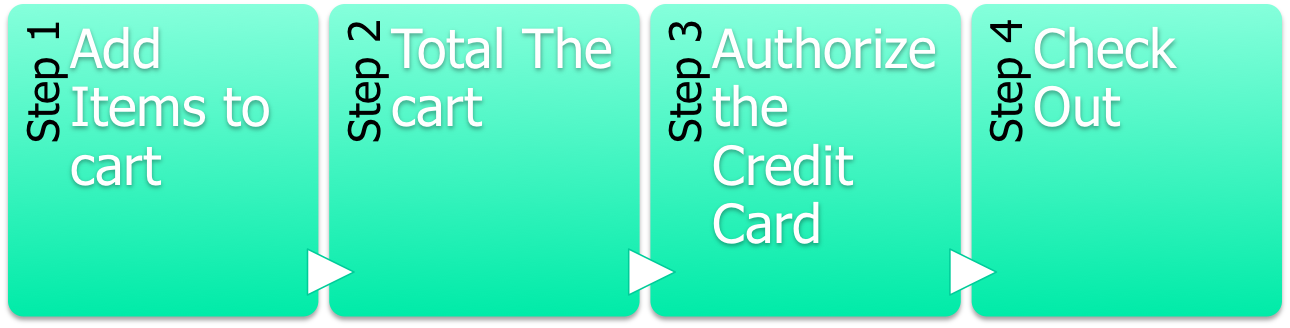 Step 1
Add
Items to
cart
Step 2
Total The
cart
Step 3
Authorize
the
Credit
Card
Step 4
Check
Out